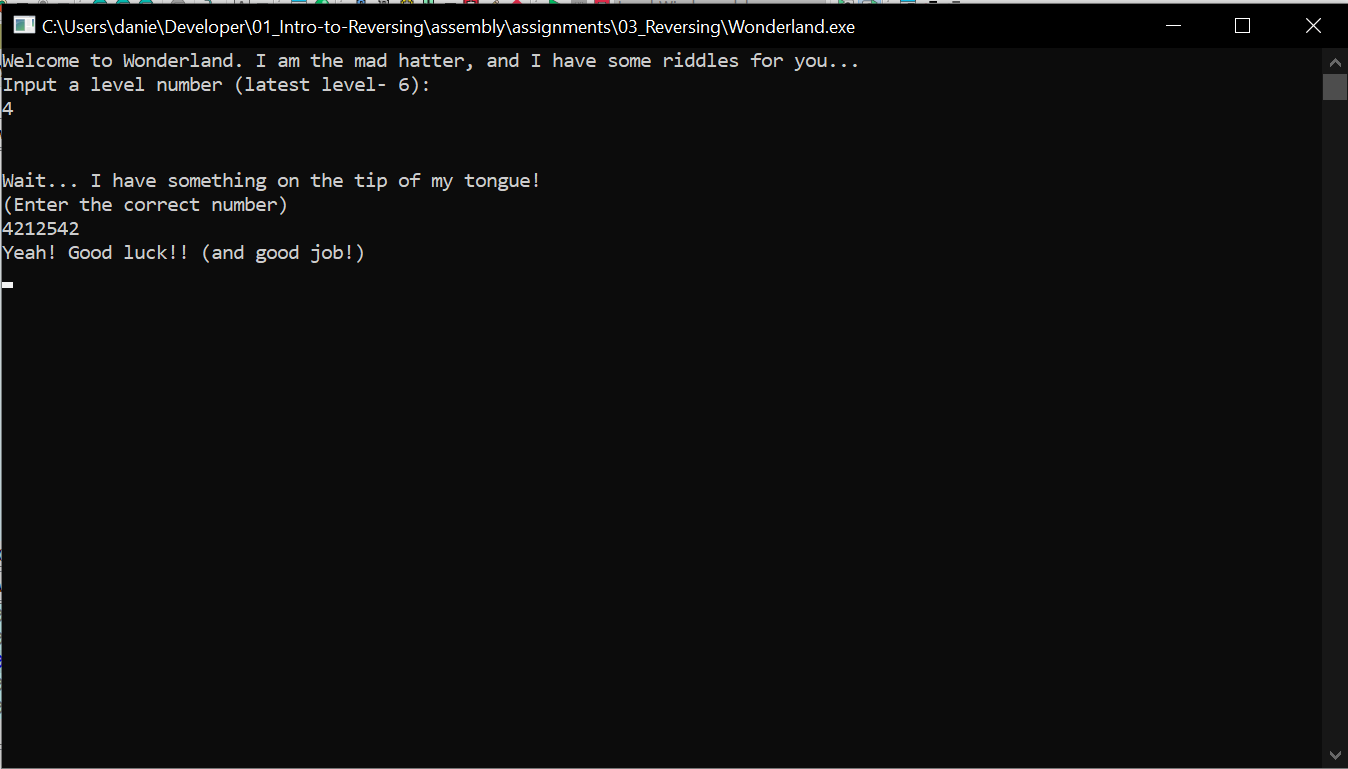 C:\Users\danie\Developer\01_Intro-to-Reversing\assembly\assignments\03_Reversing\Wonderland.exe
Welcome to Wonderland. I am the mad hatter, and I have some riddles for you...
Input a level number (latest level- 6):
4
Wait... I have something on the tip of my tongue!
(Enter the correct number)
4212542
Yeah! Good luck!! (and good job!)